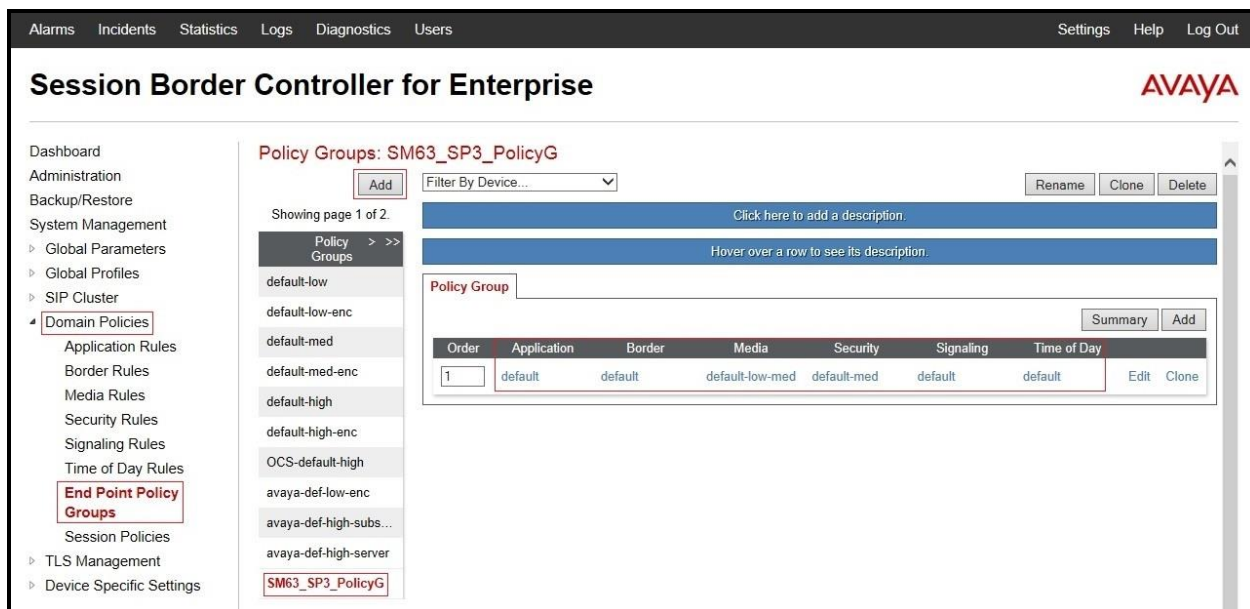 Alarms Incidents Statistics Logs Diagnostics Users Settings Help Log Out
Session Border Controller for Enterprise
AVAYA
Dashboard
Administration
Backup/Restore
System Management
Global Parameters
Global Profiles
SIP Cluster
Domain Policies
Application Rules
Border Rules
Media Rules
Security Rules
Signaling Rules
Time of Day Rules
End Point Policy
Groups
Session Policies
TLS Management
Device Specific Settings
Policy Groups: SM63_SP3_PolicyG
Add
Filter By Device...
Rename Clone Delete
Showing page 1 of 2.
Policy > >>
Groups
default-low
default-low-enc
default-med
default-med-enc
default-high
default-high-enc
OCS-default-high
avaya-def-low-enc
avaya-def-high-subs...
avaya-def-high-server
SM63_SP3_PolicyG
Click here to add a description.
Hover over a row to see its description.
Policy Group
Summary Add
Order Application Border Media Security Signaling Time of Day
1 default default default-low-med default-med default default Edit Clone